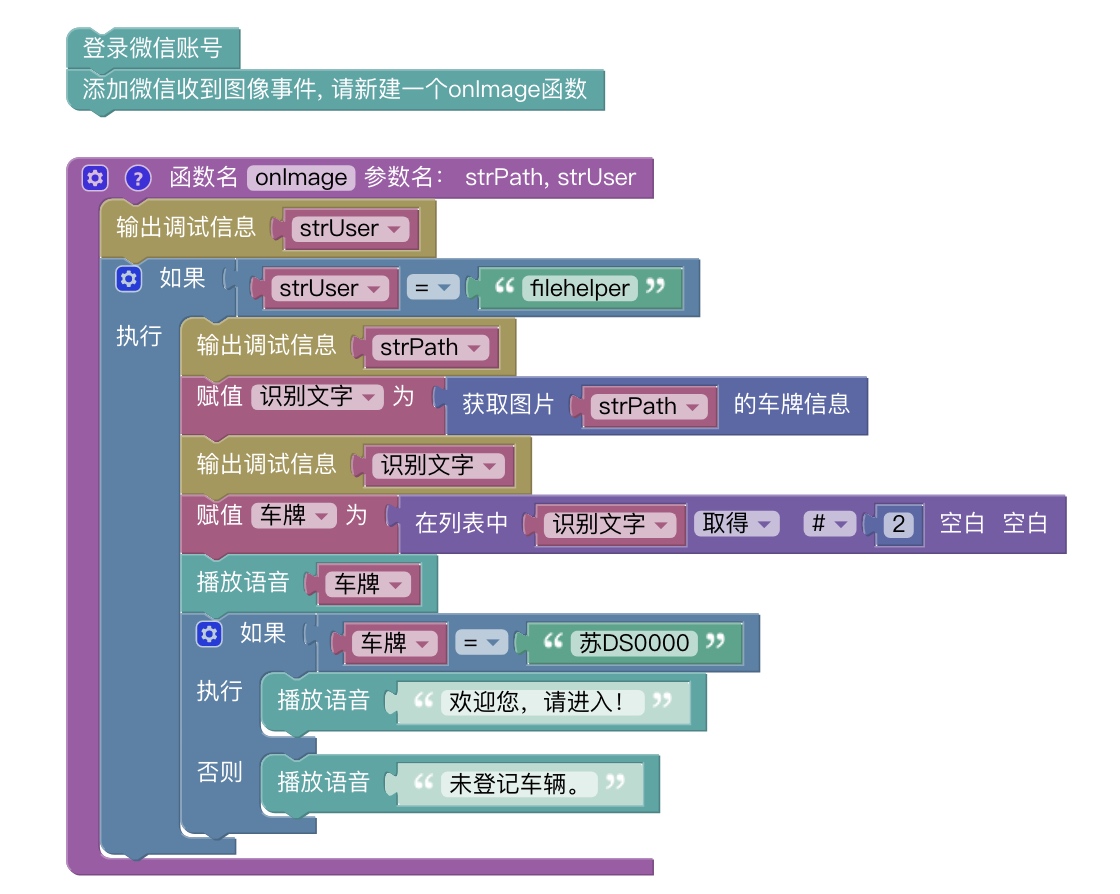 登录微信账号
添加微信收到图像事件, 请新建一个onImage函数
? 函数名 onImage 参数名： strPath, strUser
输出调试信息 strUser
如果 strUser = “ filehelper ”
执行 输出调试信息 strPath
赋值 识别文字 为 获取图片 strPath 的车牌信息
输出调试信息 识别文字
赋值 车牌 为 在列表中 识别文字 取得 # 2 空白 空白
播放语音 车牌
如果 车牌 = “ 苏DS0000 ”
执行 播放语音 “ 欢迎您，请进入！ ”
否则 播放语音 “ 未登记车辆。 ”